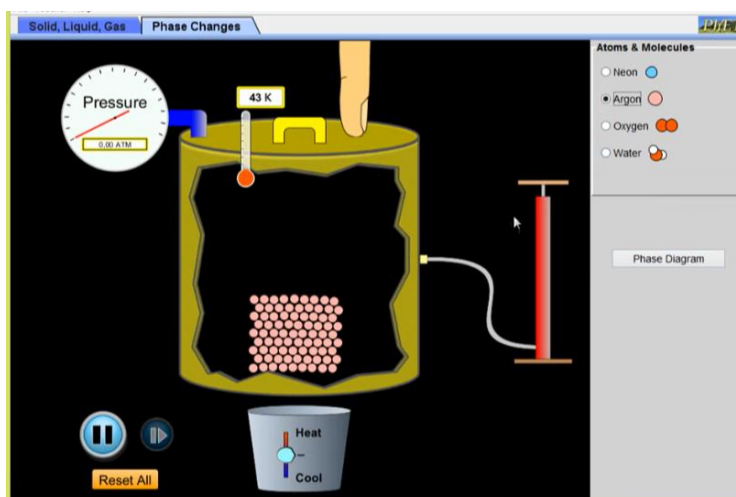 Solid, Liquid, Gas
Phase Changes
PhET
Atoms & Molecules
Neon
Argon
Oxygen
Water
Pressure
0,00 ATM
43 K
Phase Diagram
Heat
Cool
Reset All